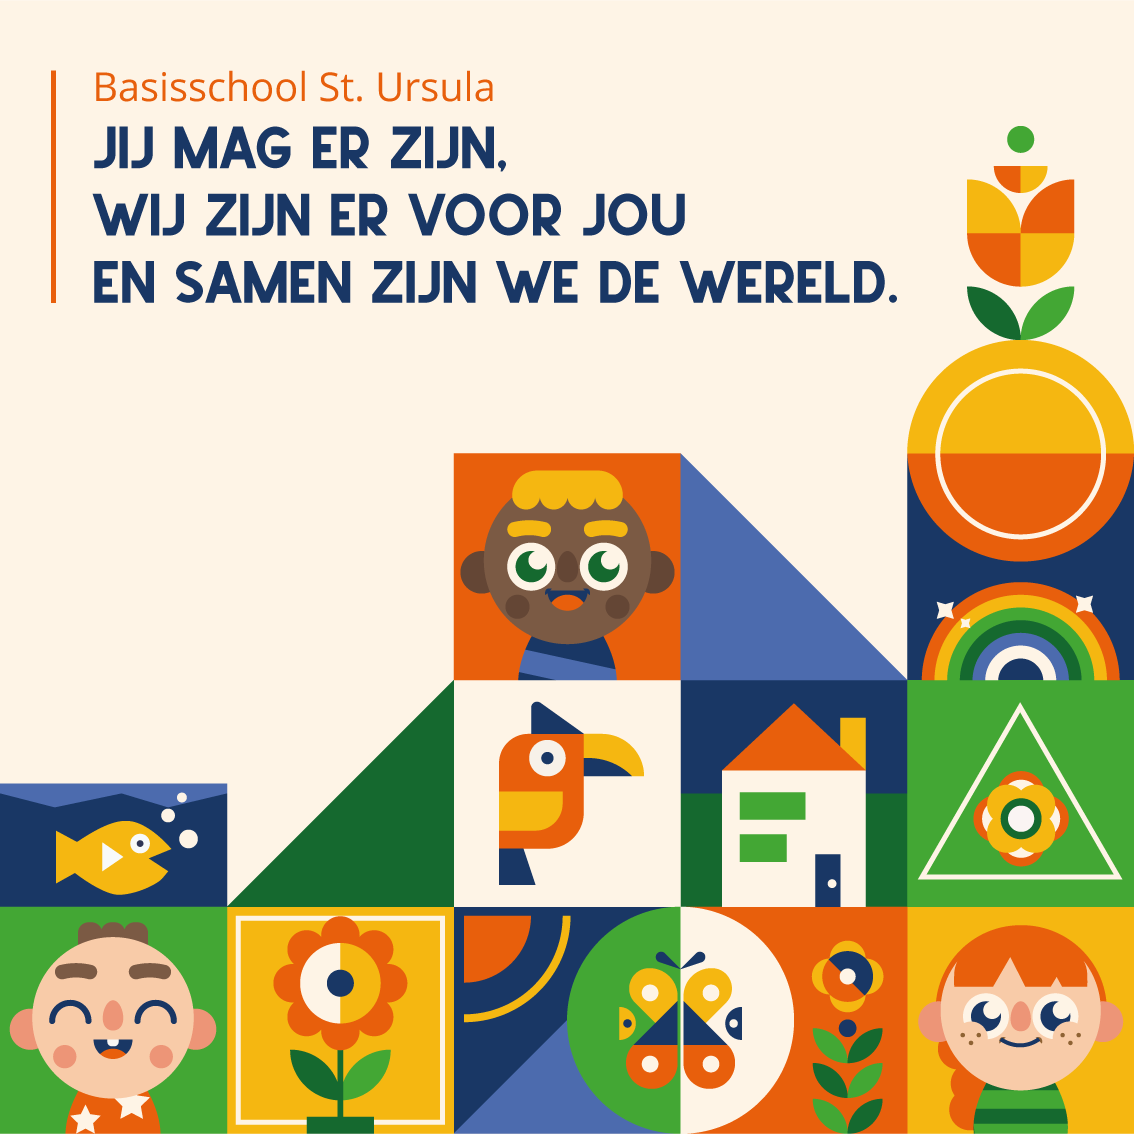 Basisschool St. Ursula
JIJ MAG ER ZIJN,
WIJ ZIJN ER VOOR JOU
EN SAMEN ZIJN WE DE WERELD.